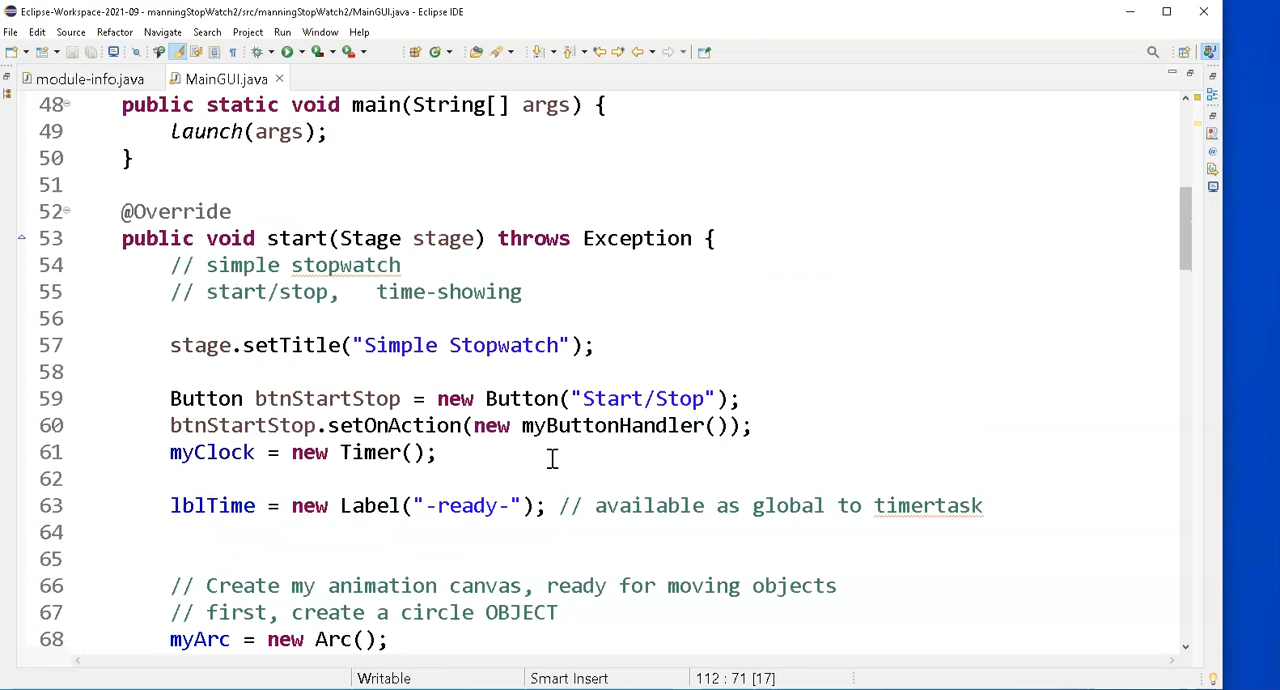 Eclipse-Workspace-2021-09 - manningStopWatch2/src/manningStopWatch2/MainGUI.java - Eclipse IDE
File Edit Source Refactor Navigate Search Project Run Window Help
module-info.java MainGUI.java
48 public static void main(String[] args) {
49 launch(args);
50 }
51
52 @Override
53 public void start(Stage stage) throws Exception {
54 // simple stopwatch
55 // start/stop, time-showing
56
57 stage.setTitle("Simple Stopwatch");
58
59 Button btnStartStop = new Button("Start/Stop");
60 btnStartStop.setOnAction(new myButtonHandler());
61 myClock = new Timer();
62
63 lblTime = new Label("-ready-"); // available as global to timertask
64
65
66 // Create my animation canvas, ready for moving objects
67 // first, create a circle OBJECT
68 myArc = new Arc();
Writable Smart Insert 112 : 71 [17]